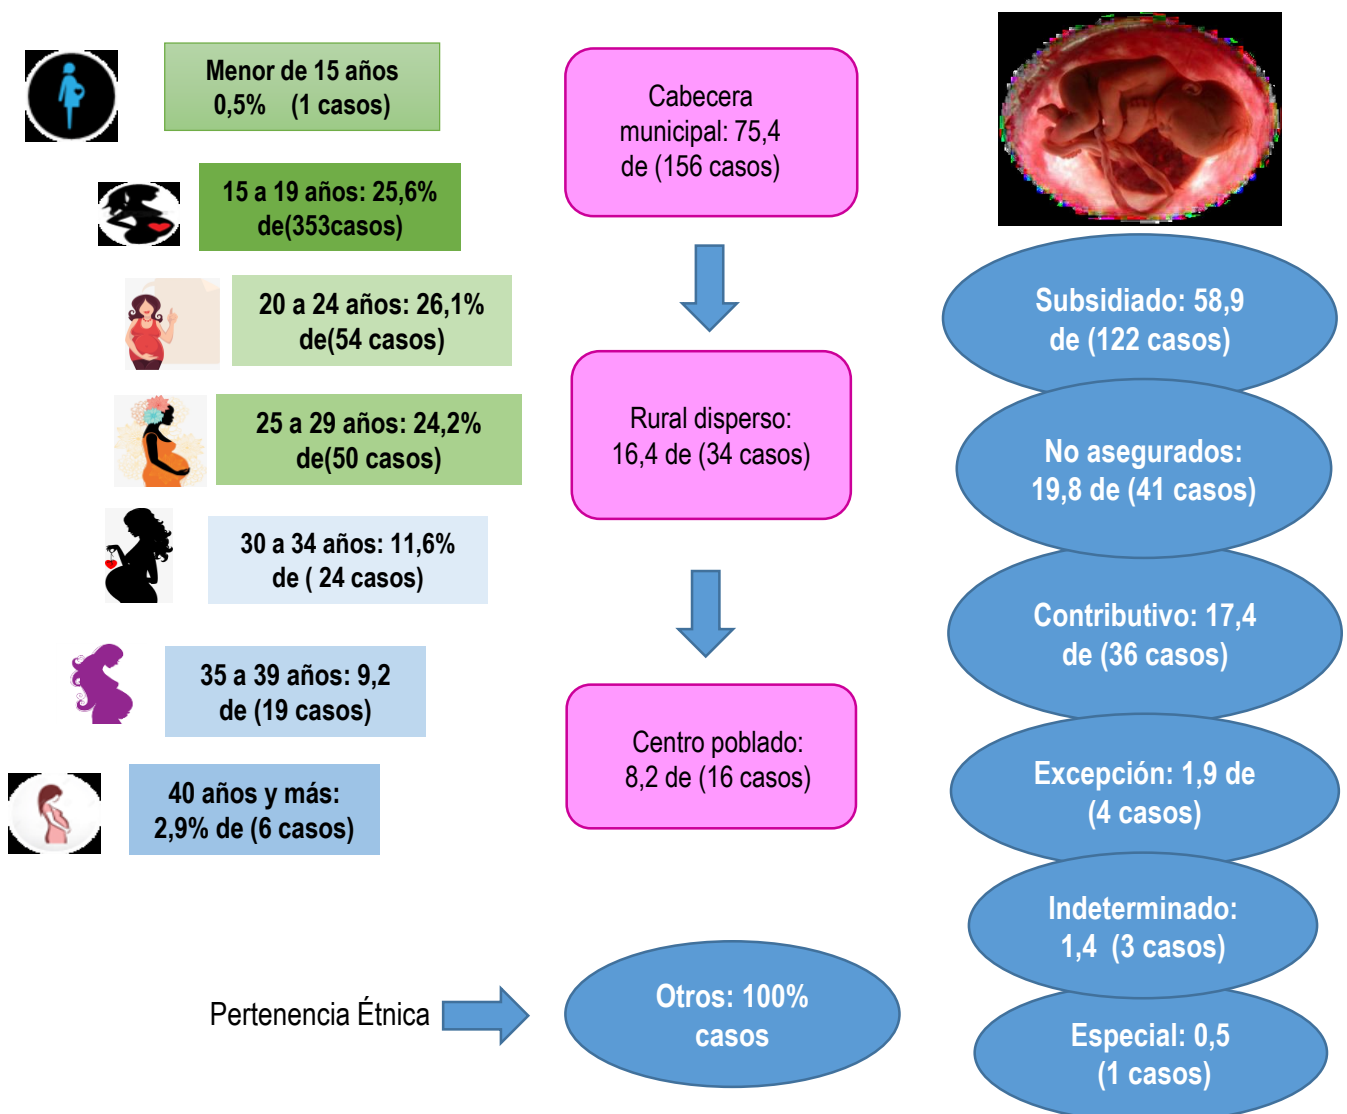 Menor de 15 años
0,5% (1 casos)
15 a 19 años: 25,6%
de(353casos)
20 a 24 años: 26,1%
de(54 casos)
25 a 29 años: 24,2%
de(50 casos)
30 a 34 años: 11,6%
de ( 24 casos)
35 a 39 años: 9,2
de (19 casos)
40 años y más:
2,9% de (6 casos)
Cabecera
municipal: 75,4
de (156 casos)
Rural disperso:
16,4 de (34 casos)
Centro poblado:
8,2 de (16 casos)
Pertenencia Étnica
Otros: 100%
casos
Subsidiado: 58,9
de (122 casos)
No asegurados:
19,8 de (41 casos)
Contributivo: 17,4
de (36 casos)
Excepción: 1,9 de
(4 casos)
Indeterminado:
1,4 (3 casos)
Especial: 0,5
(1 casos)